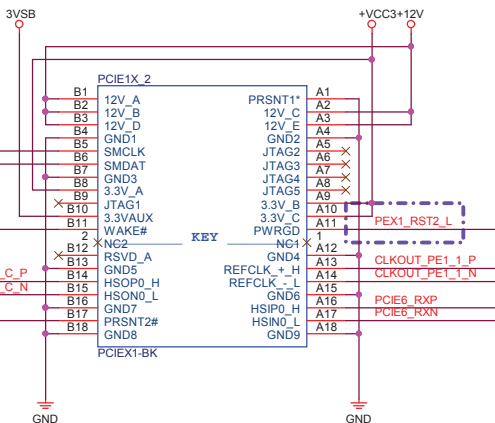 3VSB
+VCC3+12V
PCIE1X_2
B1 12V_A PRSNT1* A1
B2 12V_B 12V_C A2
B3 12V_D 12V_E A3
B4 GND1 GND2 A4
B5 SMCLK JTAG2 A5
B6 SMDAT JTAG3 A6
B7 GND3 JTAG4 A7
B8 3.3V_A JTAG5 A8
B9 JTAG1 3.3V_B A9
B10 3.3VAUX 3.3V_C A10
B11 WAKE# PWRGD A11 PEX1_RST2_L
2 NC2 KEY NC1 1
B12 RSVD_A GND4 A12
B13 GND5 REFCLK_+_H A13 CLKOUT_PE1_1_P
C_P B14 HSOP0_H REFCLK_-_L A14 CLKOUT_PE1_1_N
C_N B15 HSON0_L GND6 A15
B16 GND7 HSIP0_H A16 PCIE6_RXP
B17 PRSNT2# HSIN0_L A17 PCIE6_RXN
B18 GND8 GND9 A18
PCIEX1-BK
GND
GND